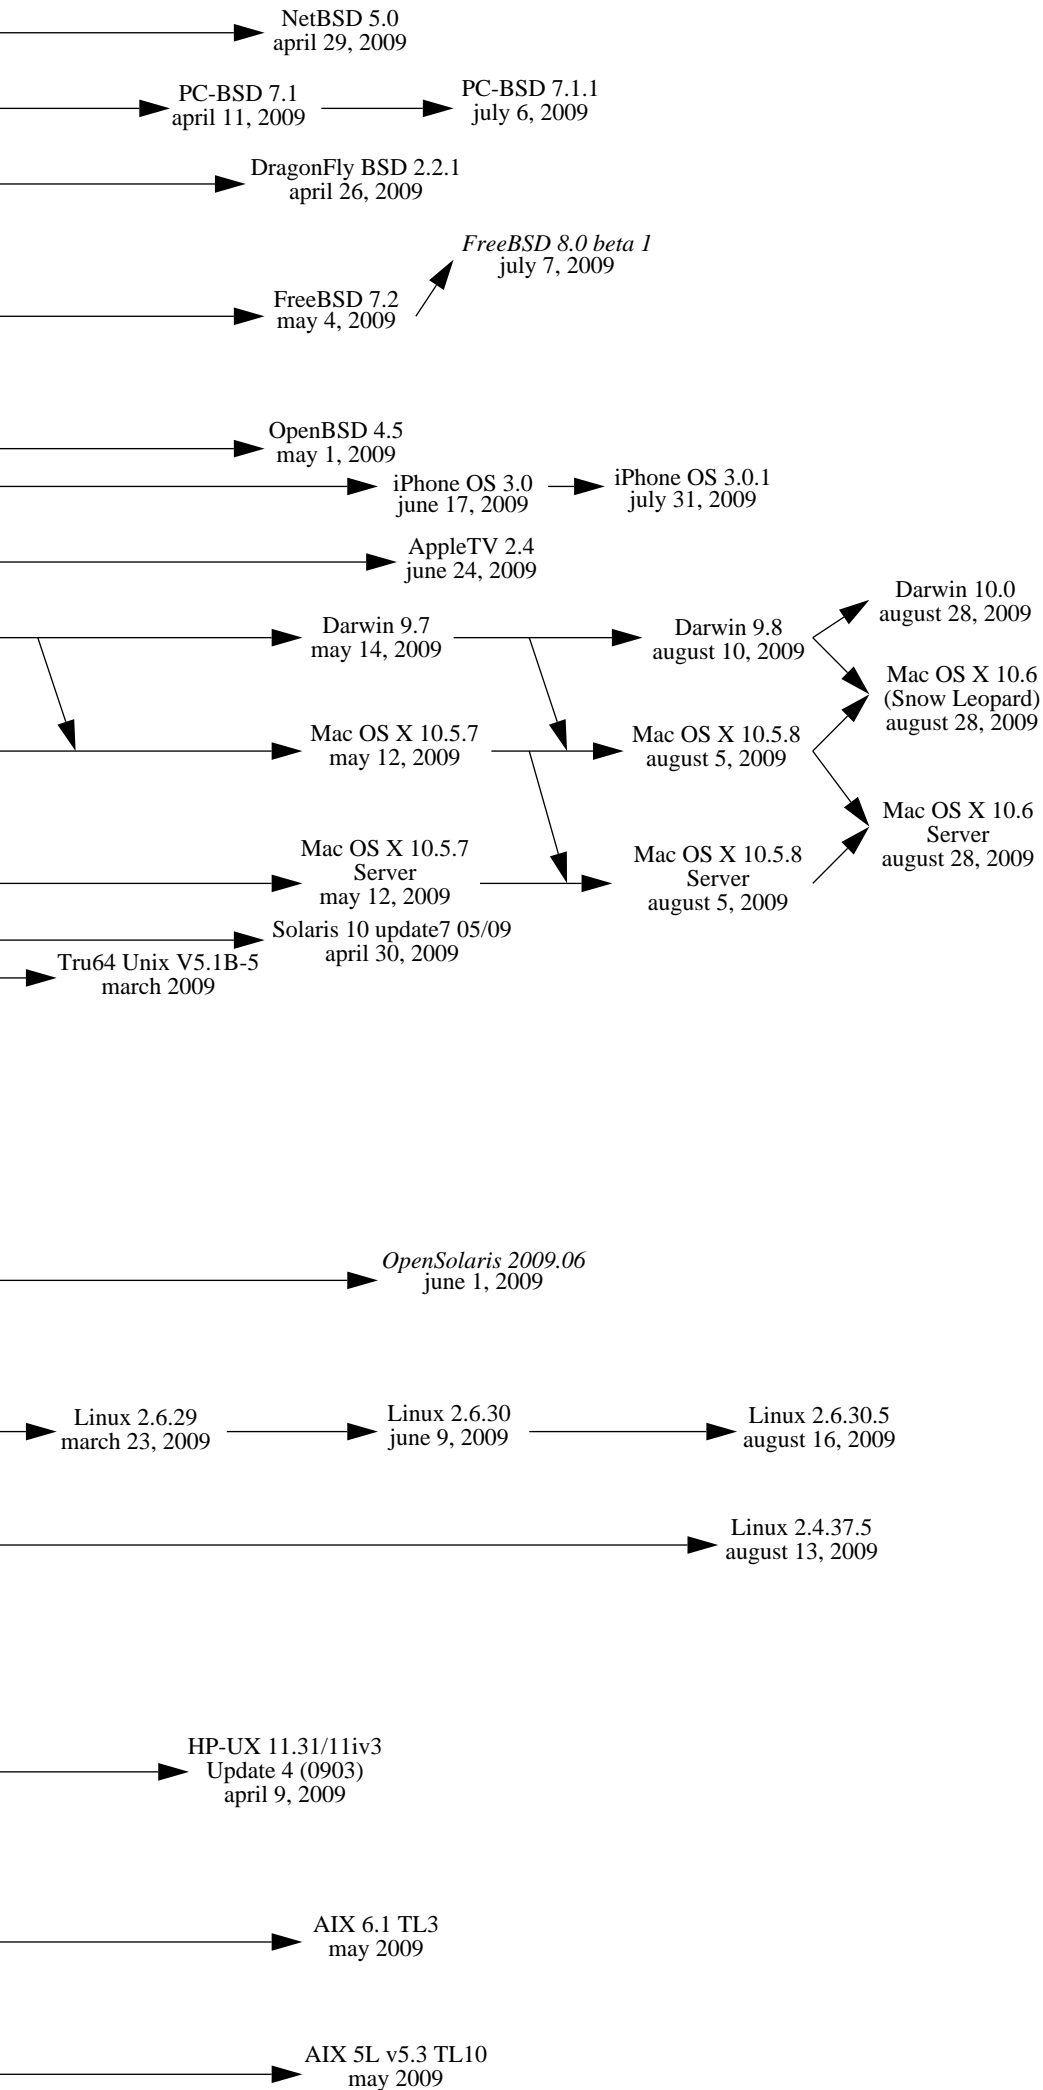 NetBSD 5.0
april 29, 2009
PC-BSD 7.1
april 11, 2009
PC-BSD 7.1.1
july 6, 2009
DragonFly BSD 2.2.1
april 26, 2009
FreeBSD 8.0 beta 1
july 7, 2009
FreeBSD 7.2
may 4, 2009
OpenBSD 4.5
may 1, 2009
iPhone OS 3.0
june 17, 2009
iPhone OS 3.0.1
july 31, 2009
AppleTV 2.4
june 24, 2009
Darwin 10.0
august 28, 2009
Darwin 9.7
may 14, 2009
Darwin 9.8
august 10, 2009
Mac OS X 10.6
(Snow Leopard)
august 28, 2009
Mac OS X 10.5.7
may 12, 2009
Mac OS X 10.5.8
august 5, 2009
Mac OS X 10.6
Server
august 28, 2009
Mac OS X 10.5.7
Server
may 12, 2009
Mac OS X 10.5.8
Server
august 5, 2009
Solaris 10 update7 05/09
april 30, 2009
Tru64 Unix V5.1B-5
march 2009
OpenSolaris 2009.06
june 1, 2009
Linux 2.6.29
march 23, 2009
Linux 2.6.30
june 9, 2009
Linux 2.6.30.5
august 16, 2009
Linux 2.4.37.5
august 13, 2009
HP-UX 11.31/11iv3
Update 4 (0903)
april 9, 2009
AIX 6.1 TL3
may 2009
AIX 5L v5.3 TL10
may 2009